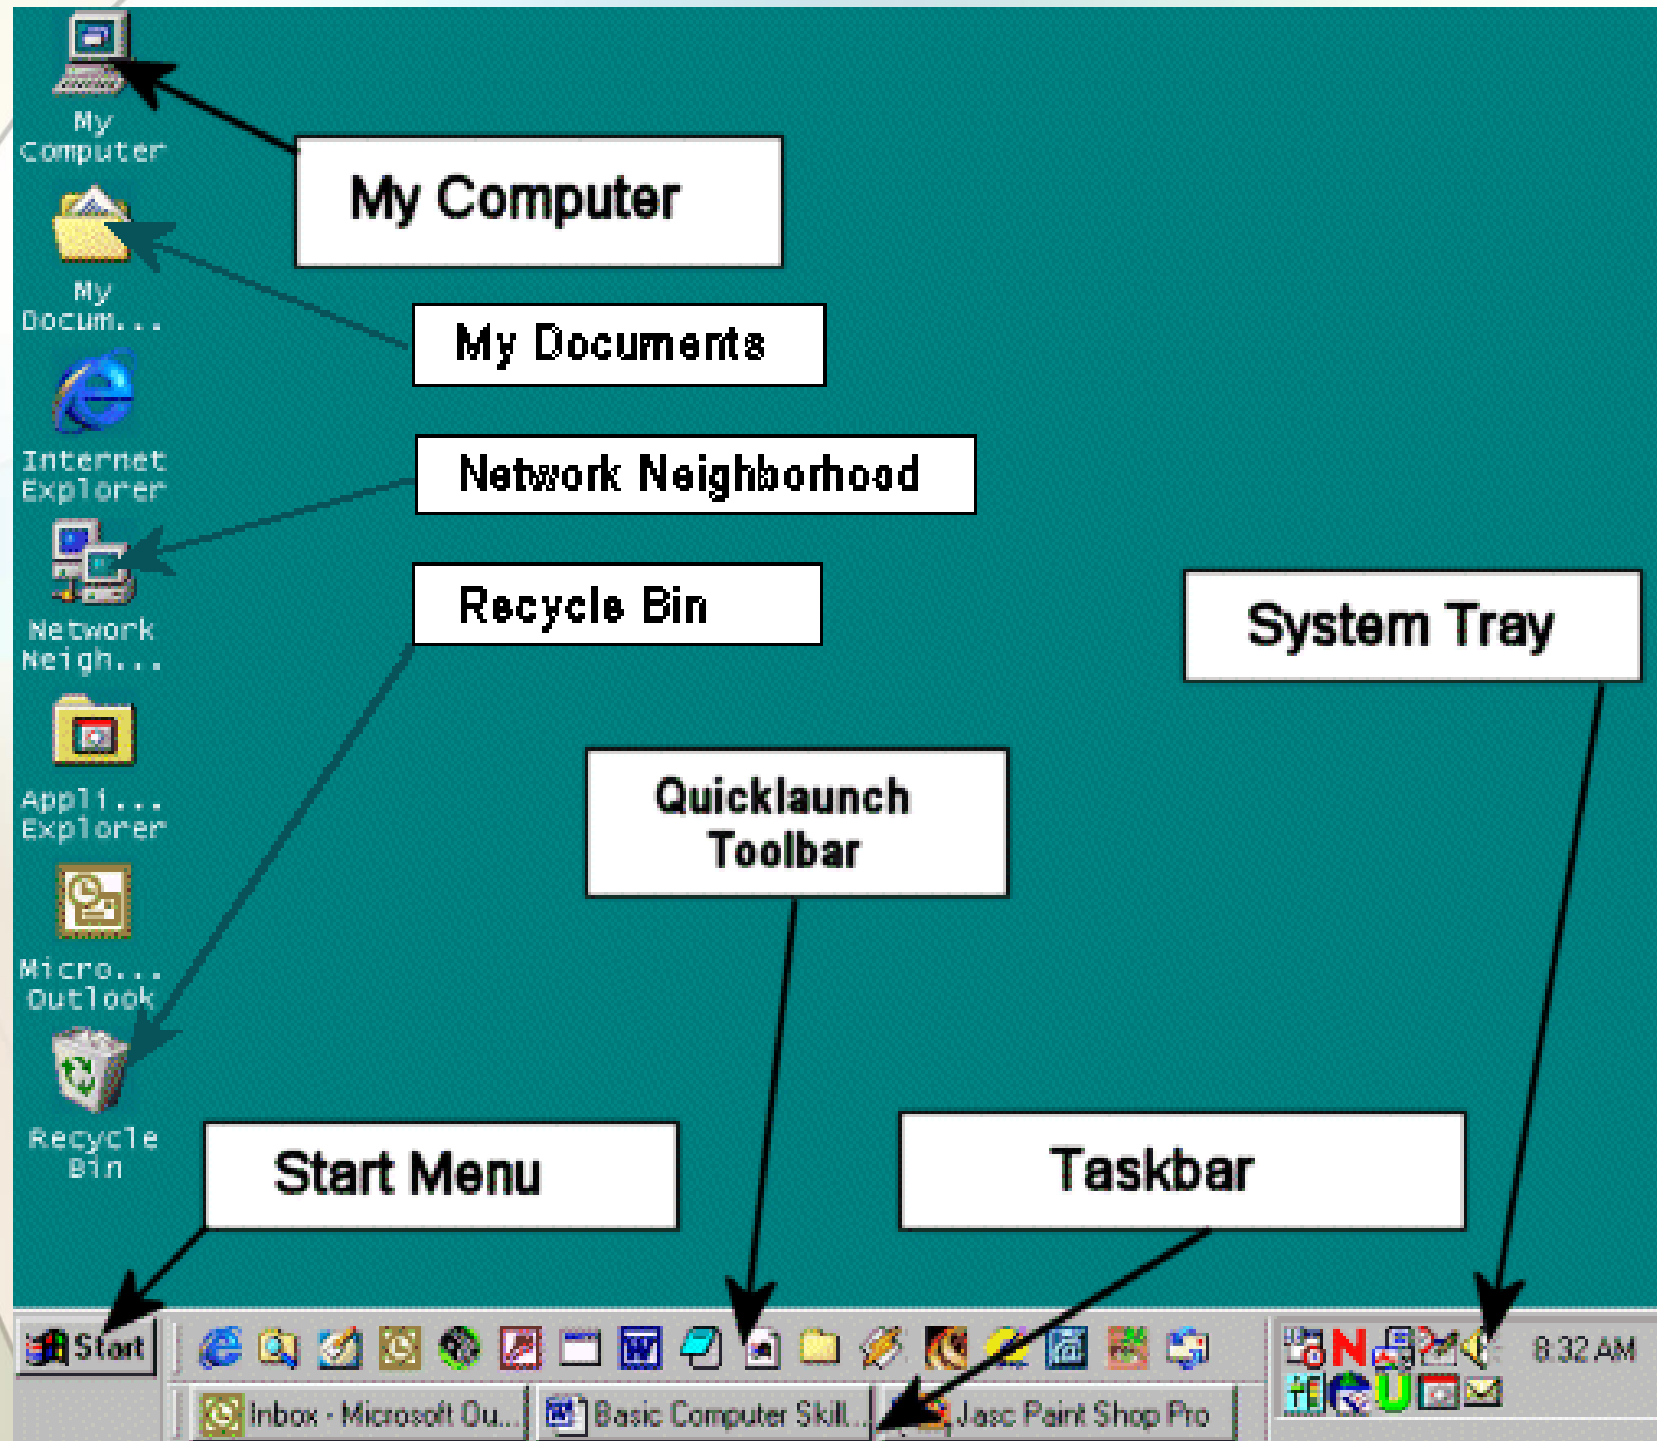 My
Computer
My Computer
My
Docum...
My Documents
Internet
Explorer
Network Neighborhood
Network
Neigh...
Recycle Bin
System Tray
Appli...
Explorer
Quicklaunch
Toolbar
Micro...
Outlook
Recycle
Bin
Start Menu
Taskbar
Start
8:32 AM
Inbox - Microsoft Ou...
Basic Computer Skill...
Jasc Paint Shop Pro